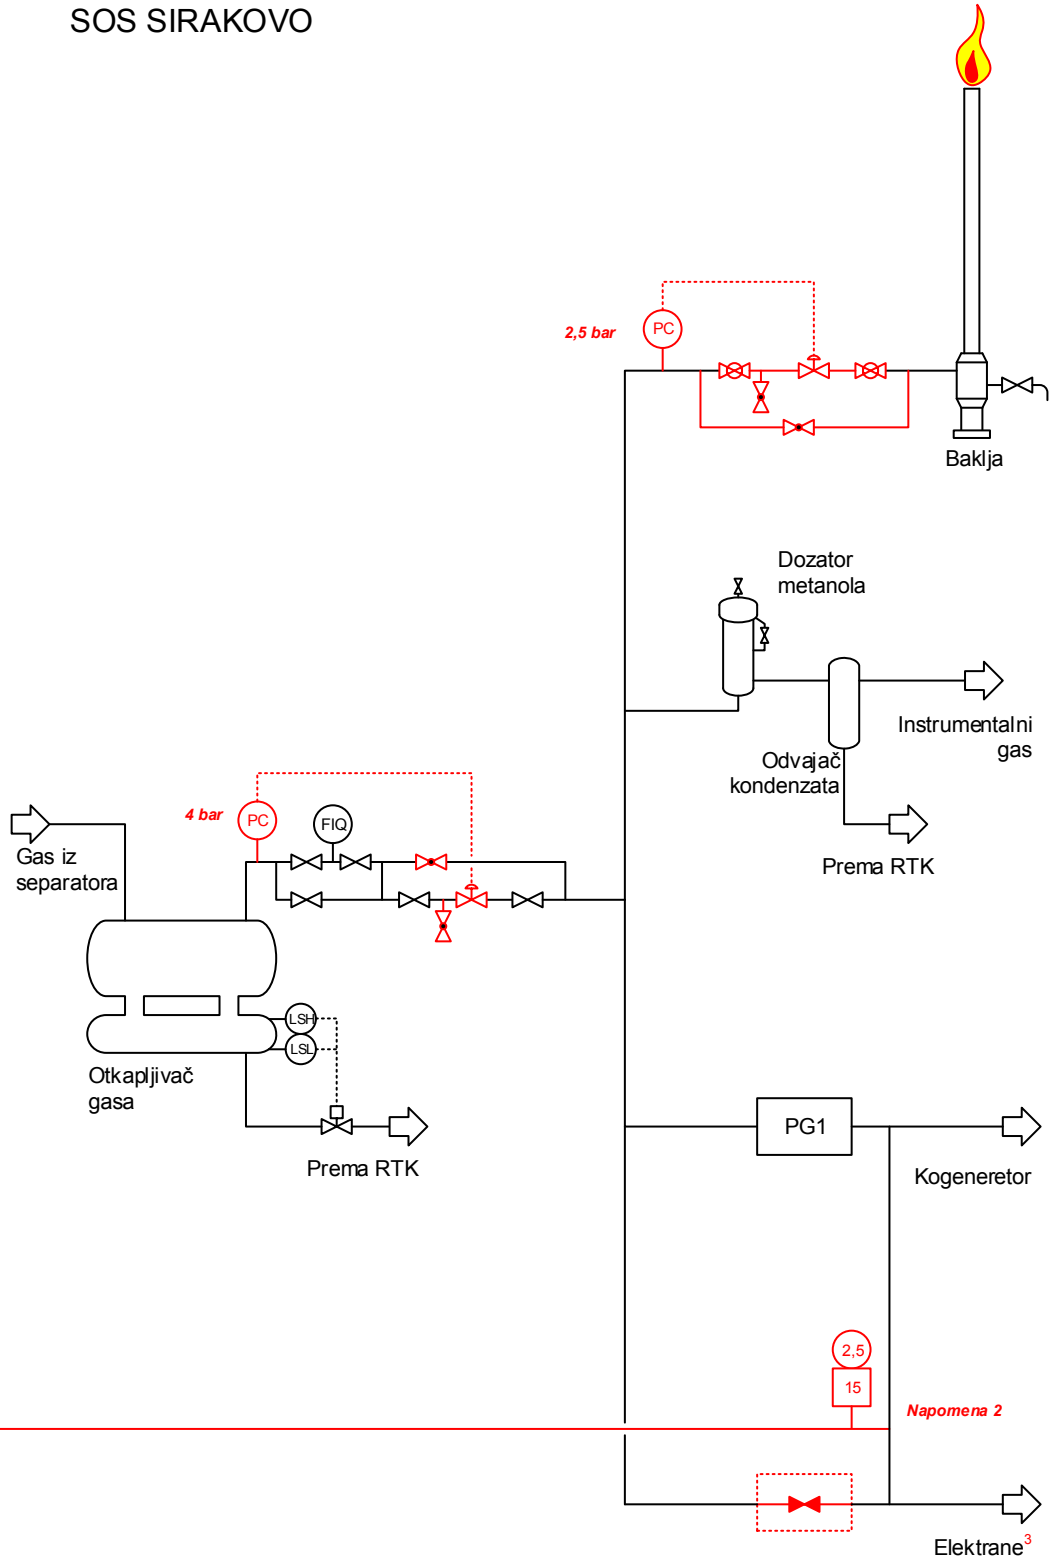 SOS SIRAKOVO
2,5 bar
PC
Baklja
Dozator
metanola
Instrumentalni
gas
Odvajač
kondenzata
Prema RTK
4 bar
PC
FIQ
Gas iz
separatora
LSH
LSL
Otkapljivač
gasa
Prema RTK
PG1
Kogeneretor
2,5
15
Napomena 2
Elektrane³